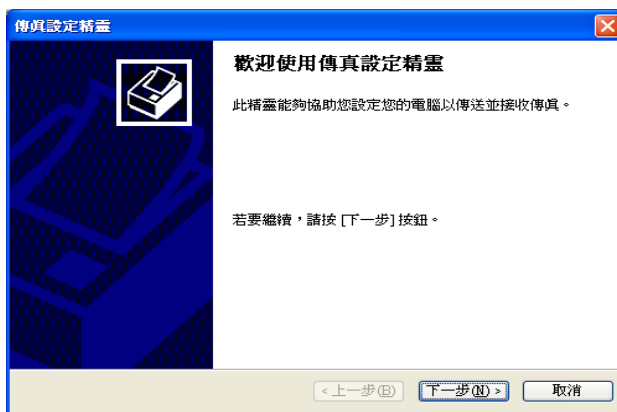 傳真設定精靈
歡迎使用傳真設定精靈
此精靈能夠協助您設定您的電腦以傳送並接收傳真。
若要繼續，請按 [下一步] 按鈕。
< 上一步(B) 下一步(N) > 取消